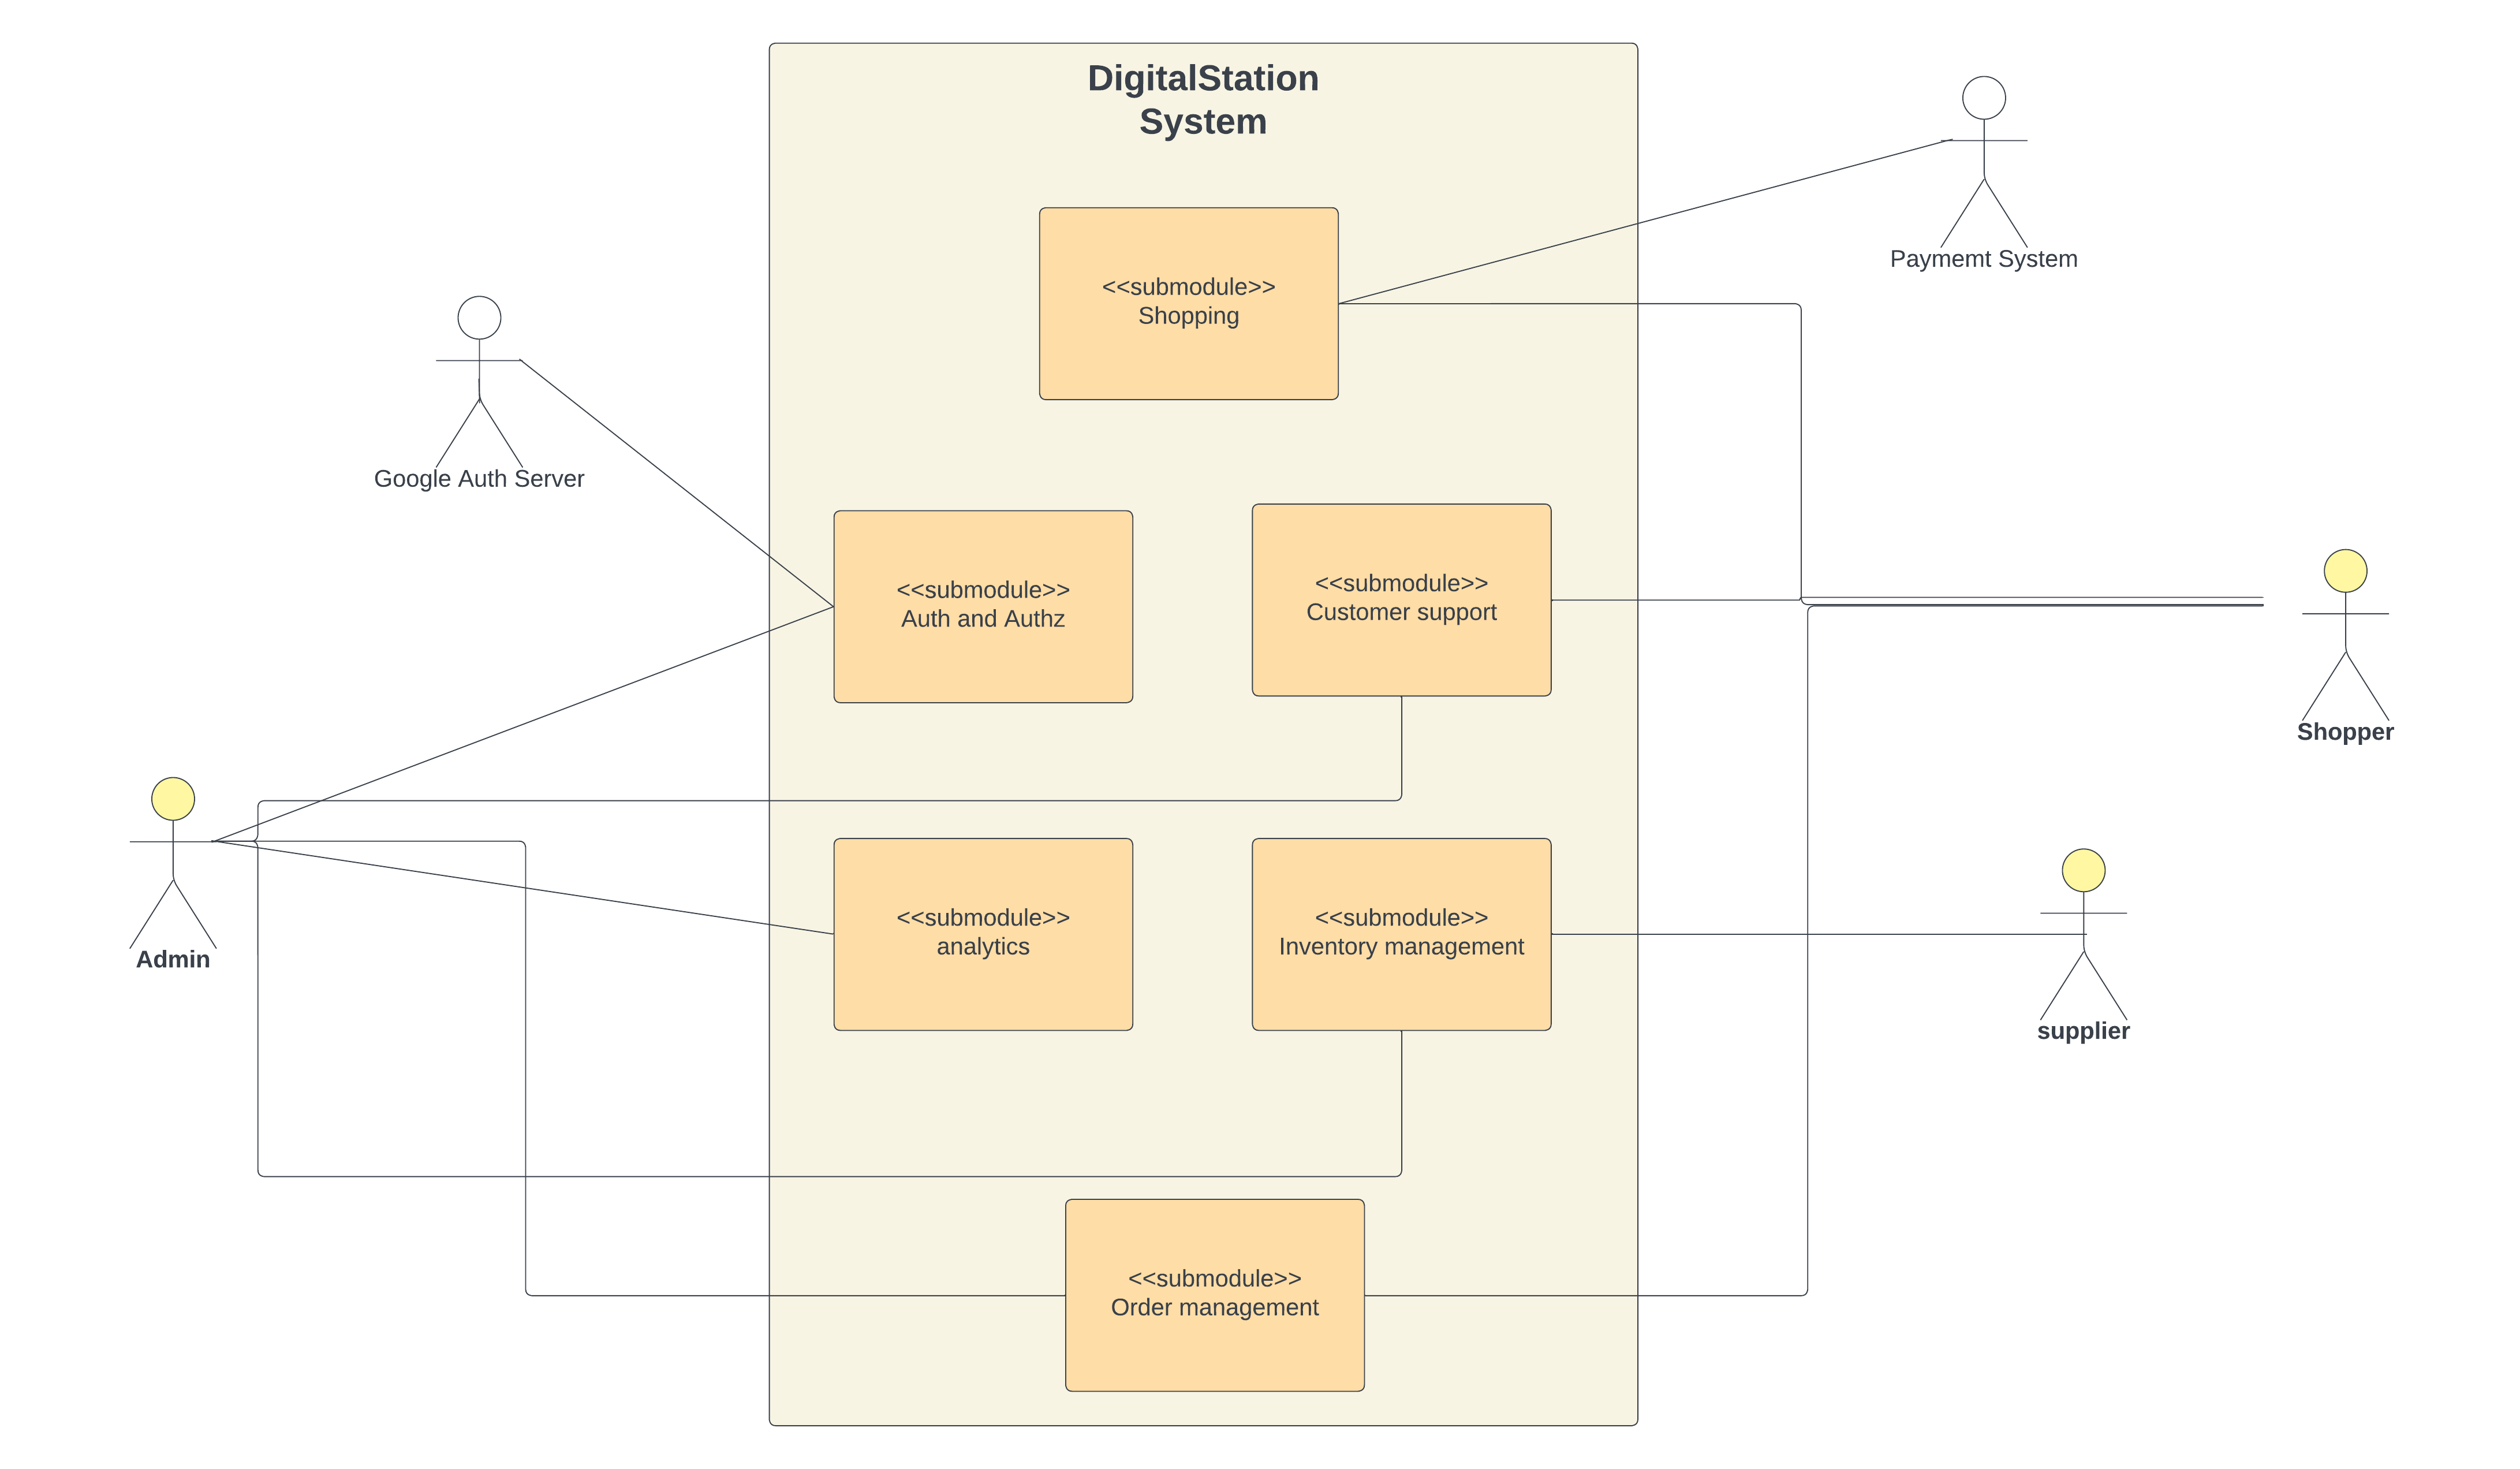 DigitalStation
System
Paymemt System
<<submodule>>
Shopping
Google Auth Server
<<submodule>>
Auth and Authz
<<submodule>>
Customer support
Shopper
Admin
<<submodule>>
analytics
<<submodule>>
Inventory management
supplier
<<submodule>>
Order management